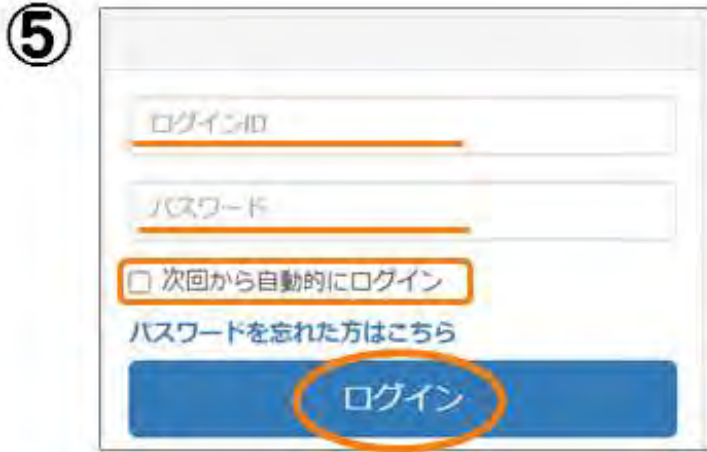 ⑤
ログインID
パスワード
次回から自動的にログイン
パスワードを忘れた方はこちら
ログイン